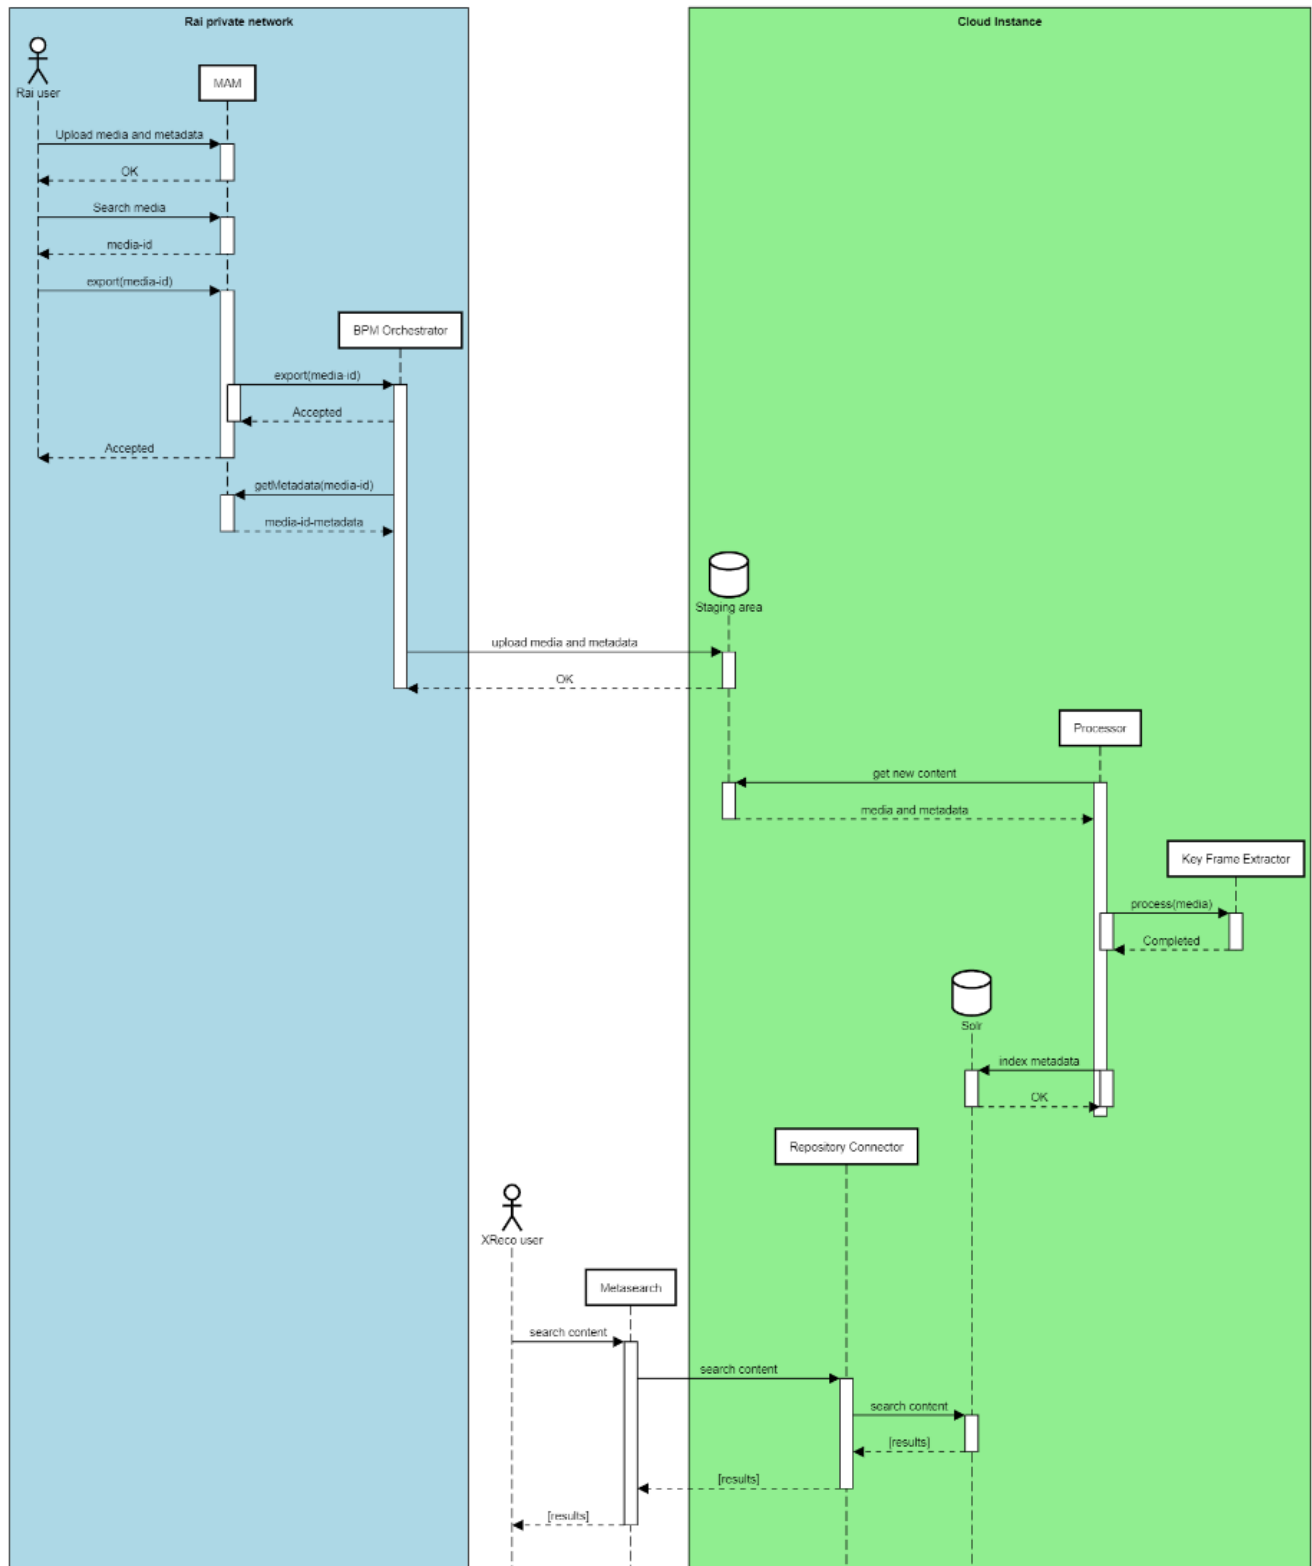 Rai private network
Cloud Instance
Rai user
MAM
Upload media and metadata
OK
Search media
media-id
export(media-id)
BPM Orchestrator
export(media-id)
Accepted
Accepted
getMetadata(media-id)
media-id-metadata
Staging area
upload media and metadata
OK
Processor
get new content
media and metadata
Key Frame Extractor
process(media)
Completed
Solr
index metadata
OK
Repository Connector
XReco user
Metasearch
search content
search content
search content
[results]
[results]
[results]